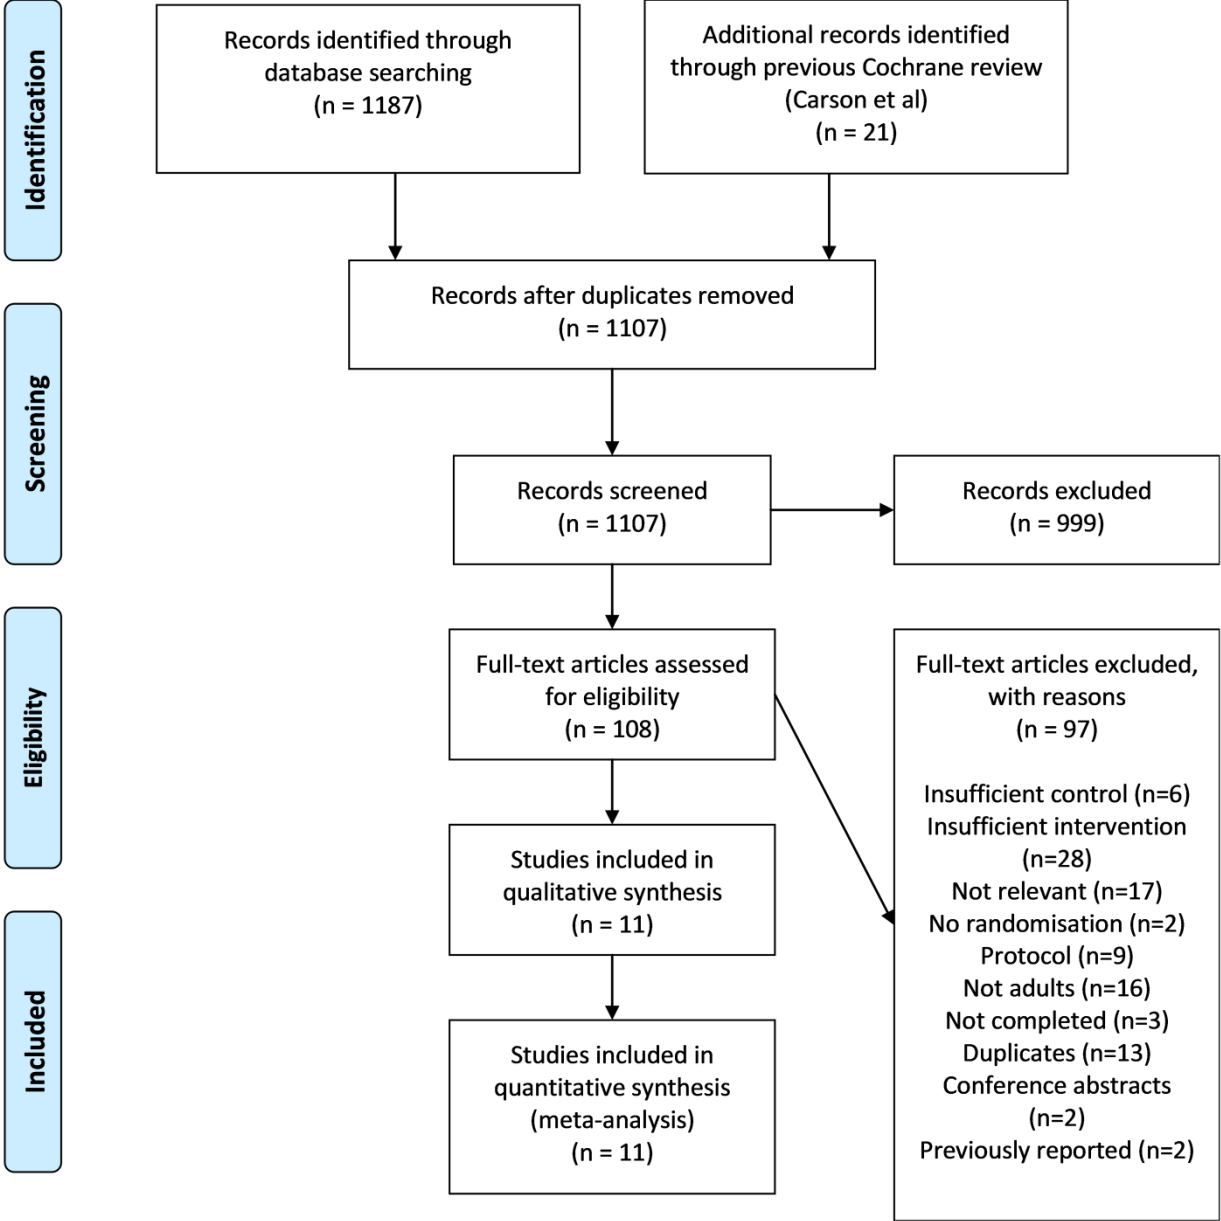 Identification
Records identified through
database searching
(n = 1187)
Additional records identified
through previous Cochrane review
(Carson et al)
(n = 21)
Records after duplicates removed
(n = 1107)
Screening
Records screened
(n = 1107)
Records excluded
(n = 999)
Eligibility
Full-text articles assessed
for eligibility
(n = 108)
Full-text articles excluded,
with reasons
(n = 97)
Insufficient control (n=6)
Insufficient intervention
(n=28)
Not relevant (n=17)
No randomisation (n=2)
Protocol (n=9)
Not adults (n=16)
Not completed (n=3)
Duplicates (n=13)
Conference abstracts
(n=2)
Previously reported (n=2)
Studies included in
qualitative synthesis
(n = 11)
Included
Studies included in
quantitative synthesis
(meta-analysis)
(n = 11)